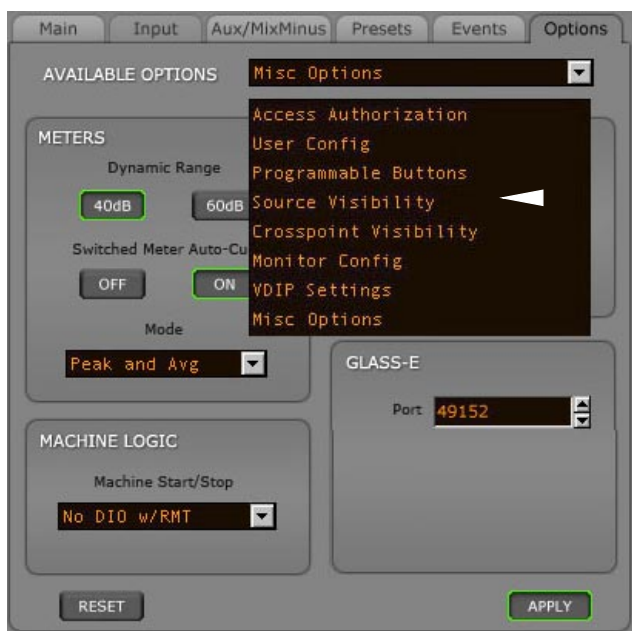 Main Input Aux/MixMinus Presets Events Options
AVAILABLE OPTIONS Misc Options
Access Authorization
User Config
Programmable Buttons
Source Visibility
Crosspoint Visibility
Monitor Config
VDIP Settings
Misc Options
METERS
Dynamic Range
40dB 60dB
Switched Meter Auto-Cu
OFF ON
Mode
Peak and Avg
GLASS-E
Port 49152
MACHINE LOGIC
Machine Start/Stop
No DIO w/RMT
RESET APPLY